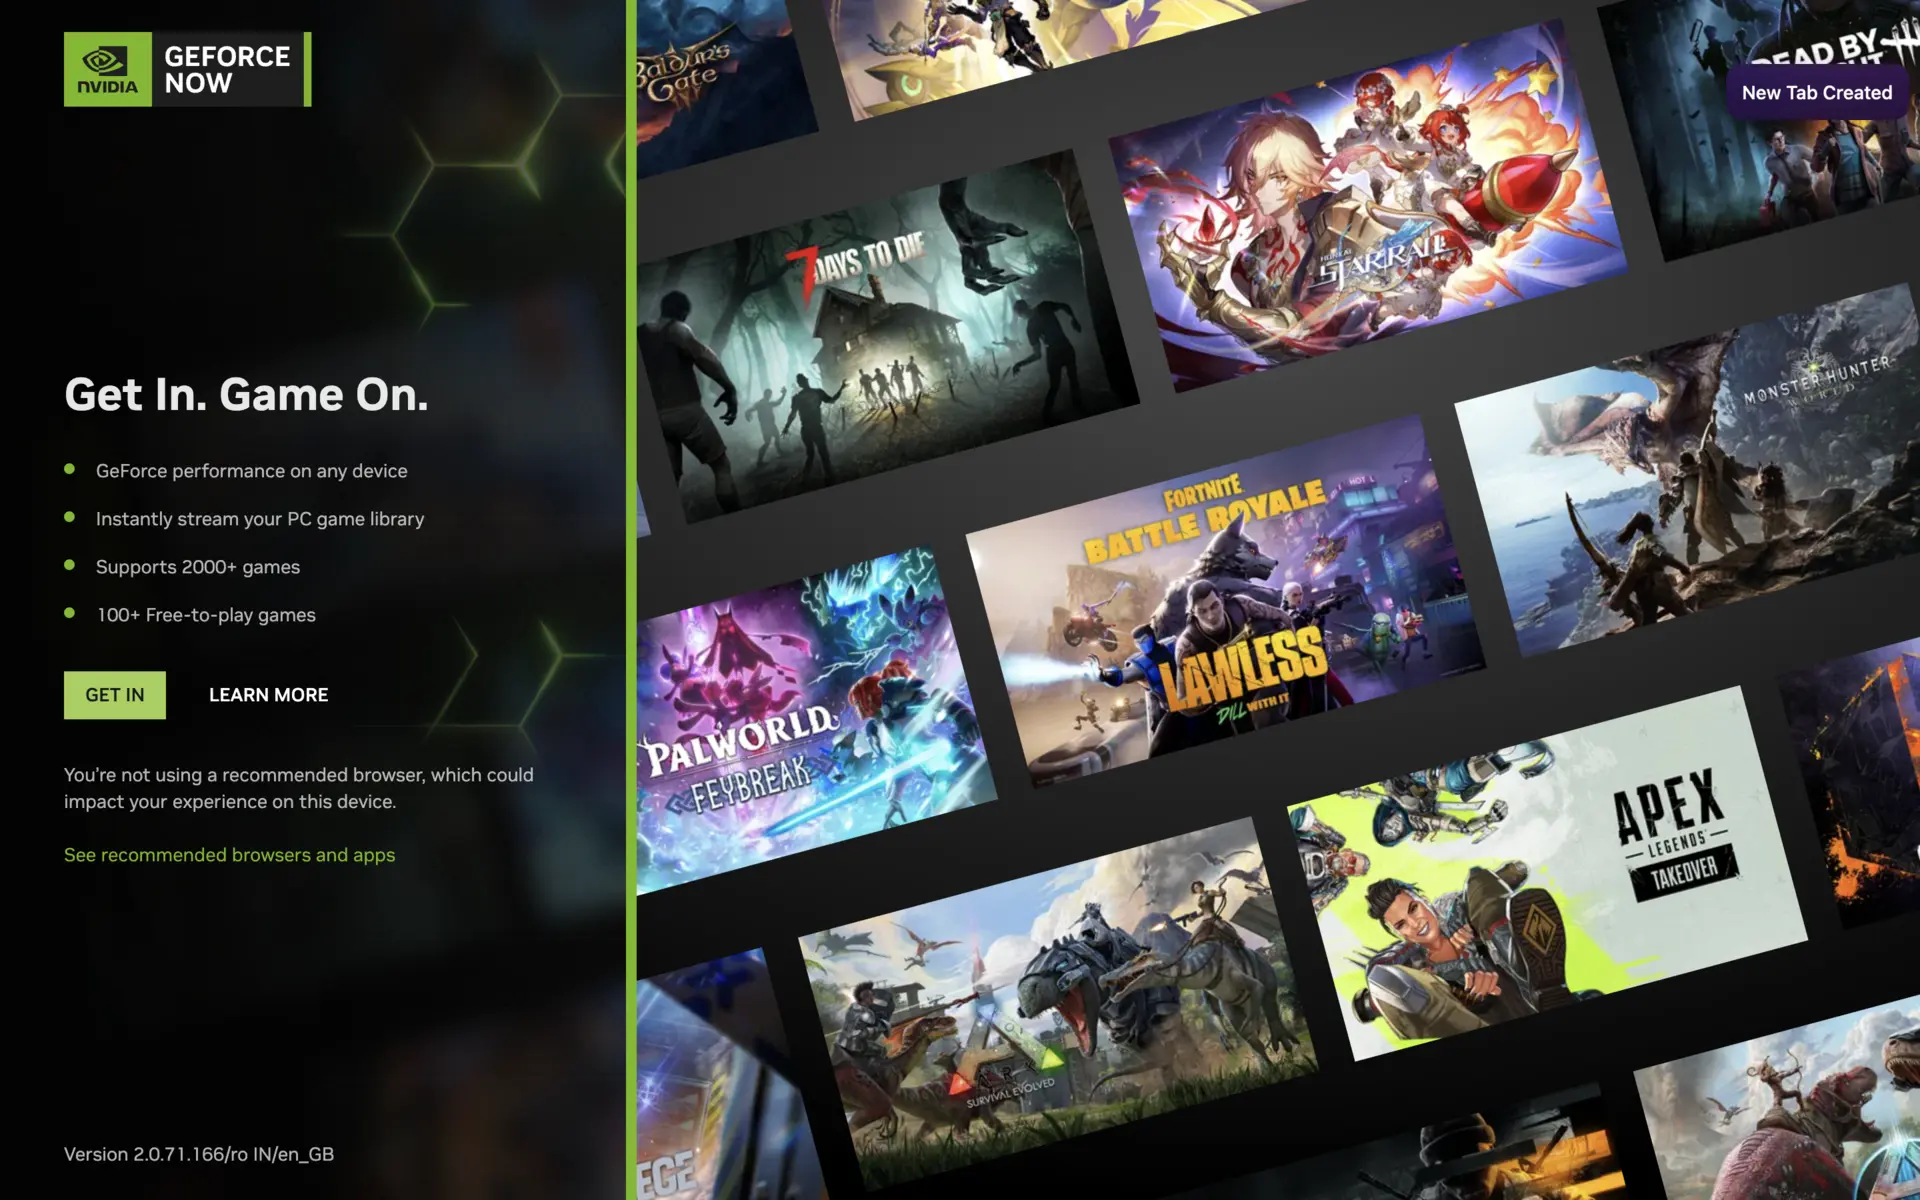 NVIDIA
GEFORCE
NOW
Get In. Game On.
GeForce performance on any device
Instantly stream your PC game library
Supports 2000+ games
100+ Free-to-play games
GET IN
LEARN MORE
You're not using a recommended browser, which could
impact your experience on this device.
See recommended browsers and apps
Version 2.0.71.166/ro IN/en_GB
Baldur's
Gate
DEAD BY
New Tab Created
7 DAYS TO DIE
HONKAI
STAR RAIL
MONSTER HUNTER
WORLD
FORTNITE
BATTLE ROYALE
HOTEL
LAWLESS
DILL WITH IT
PALWORLD
FEYBREAK
APEX
LEGENDS
TAKEOVER
ARK
SURVIVAL EVOLVED
EGE